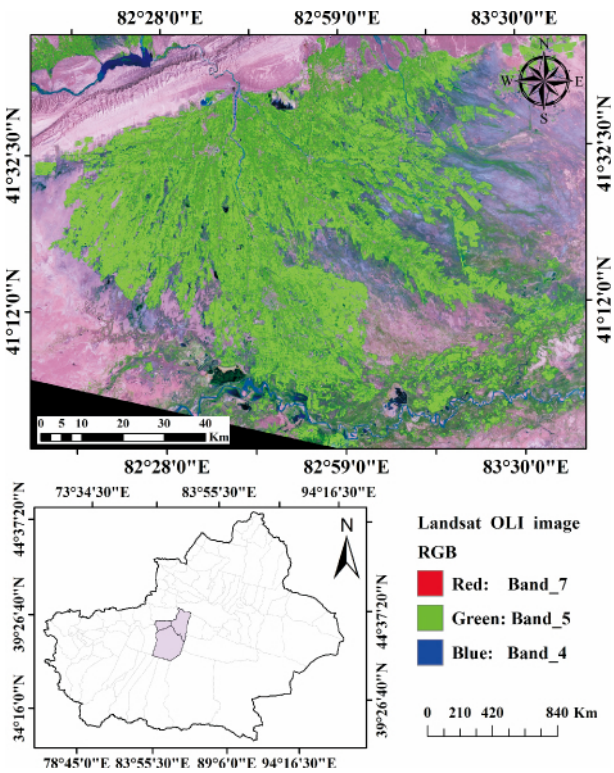 82°28'0"E 82°59'0"E 83°30'0"E
N
W E
S
41°32'30"N 41°32'30"N
41°12'0"N 41°12'0"N
0 5 10 20 30 40
Km
82°28'0"E 82°59'0"E 83°30'0"E
73°34'30"E 83°55'30"E 94°16'30"E
44°37'20"N
39°26'40"N
34°16'0"N
N
44°37'20"N
39°26'40"N
78°45'0"E 83°55'30"E 89°6'0"E 94°16'30"E
Landsat OLI image
RGB
Red: Band_7
Green: Band_5
Blue: Band_4
0 210 420 840 Km